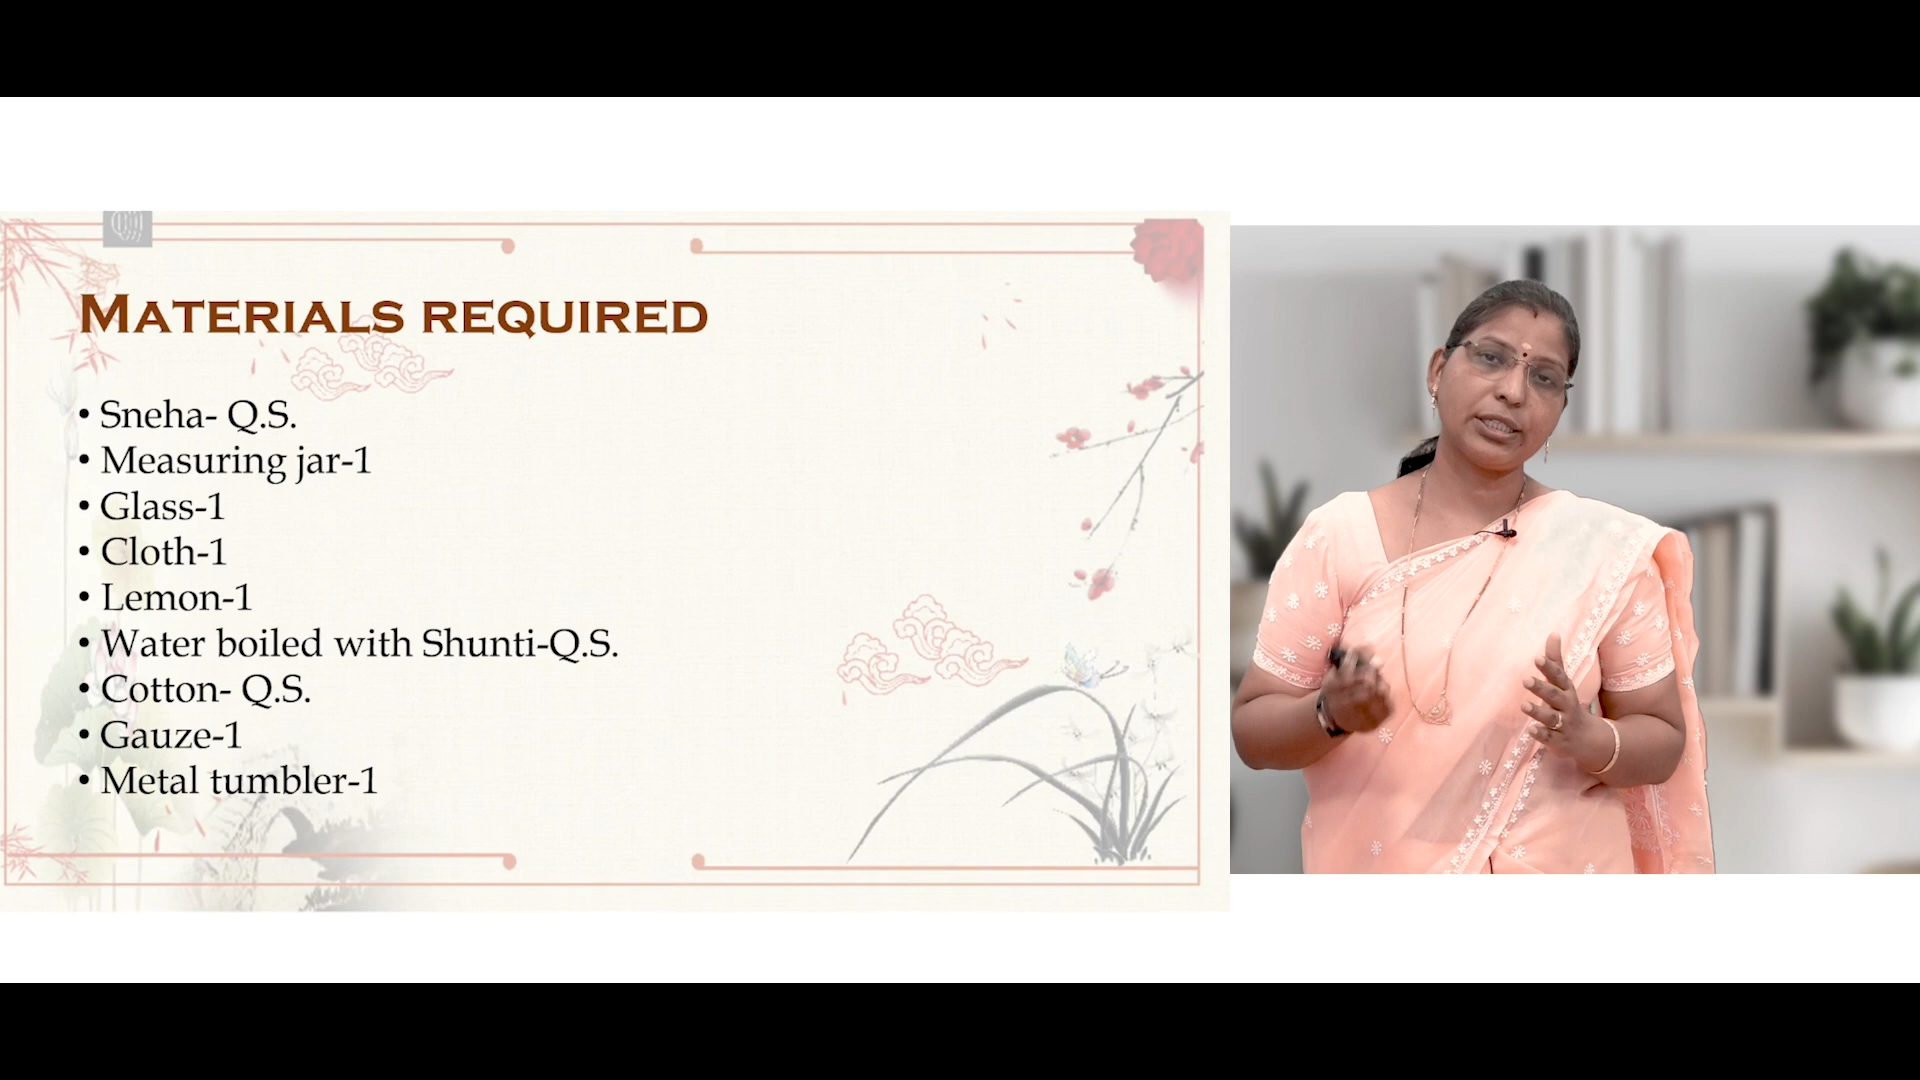 MATERIALS REQUIRED
• Sneha- Q.S.
• Measuring jar-1
• Glass-1
• Cloth-1
• Lemon-1
• Water boiled with Shunti-Q.S.
• Cotton- Q.S.
• Gauze-1
• Metal tumbler-1